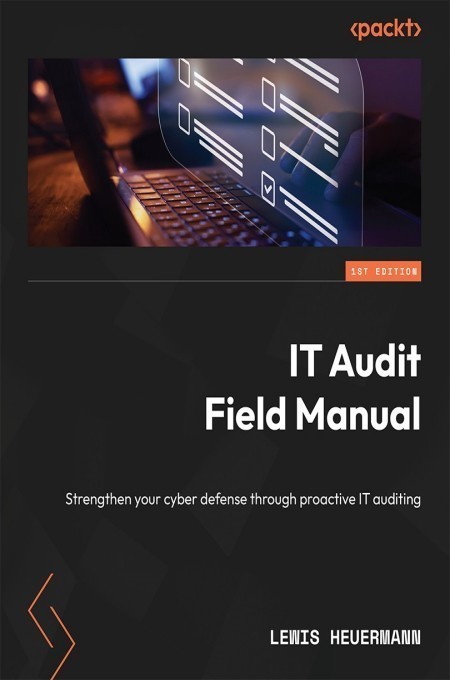 <packt>
1ST EDITION
IT Audit
Field Manual
Strengthen your cyber defense through proactive IT auditing
LEWIS HEUERMANN